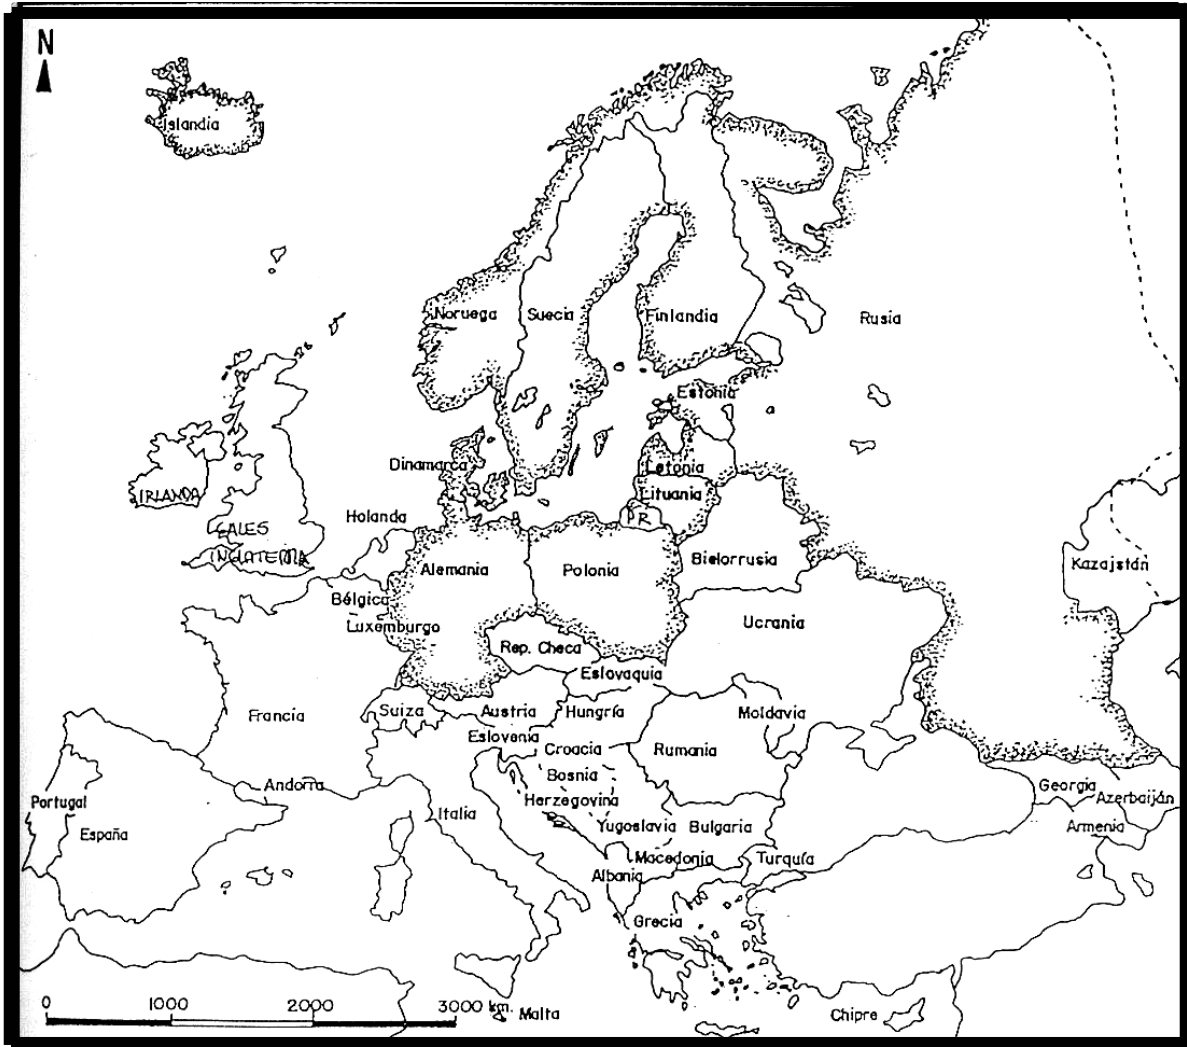 N
Islandia
Noruega
Suecia
Finlandia
Rusia
Estonia
Dinamarca
Letonia
IRLANDA
Lituania
Holanda
PR
GALES
INGLATERRA
Alemania
Polonia
Bielorrusia
Kazajstán
Bélgica
Luxemburgo
Ucrania
Rep. Checa
Eslovaquia
Francia
Suiza
Austria
Hungría
Moldavia
Eslovenia
Croacia
Rumania
Bosnia
Andorra
Georgia
Herzegovina
Azerbaiján
Portugal
Italia
España
Yugoslavia
Bulgaria
Armenia
Macedonia
Turquía
Albania
Grecia
0 1000 2000 3000 km.
Malta
Chipre